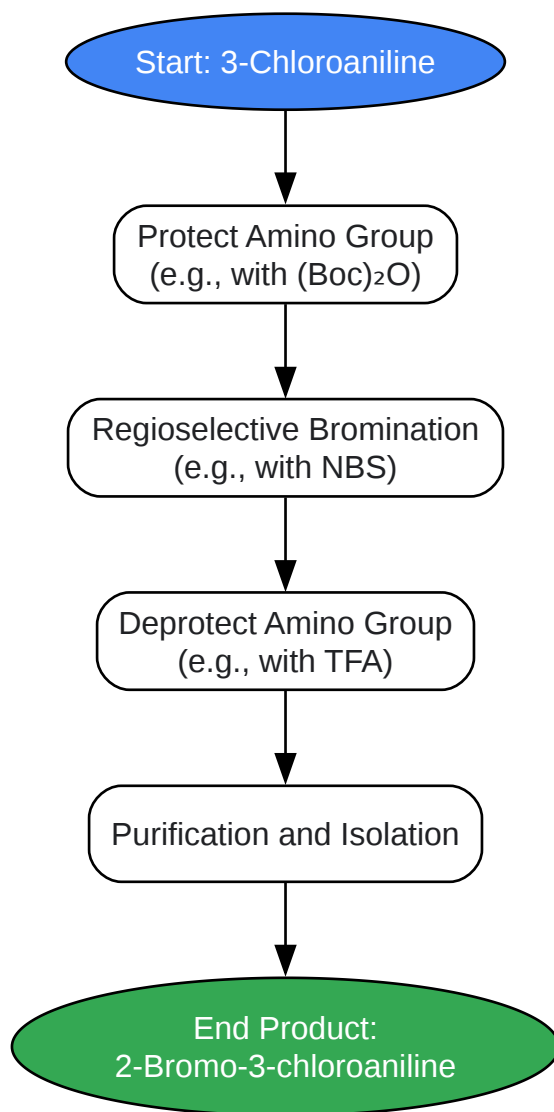 Start: 3-Chloroaniline
Protect Amino Group
(e.g., with (Boc)₂O)
Regioselective Bromination
(e.g., with NBS)
Deprotect Amino Group
(e.g., with TFA)
Purification and Isolation
End Product:
2-Bromo-3-chloroaniline